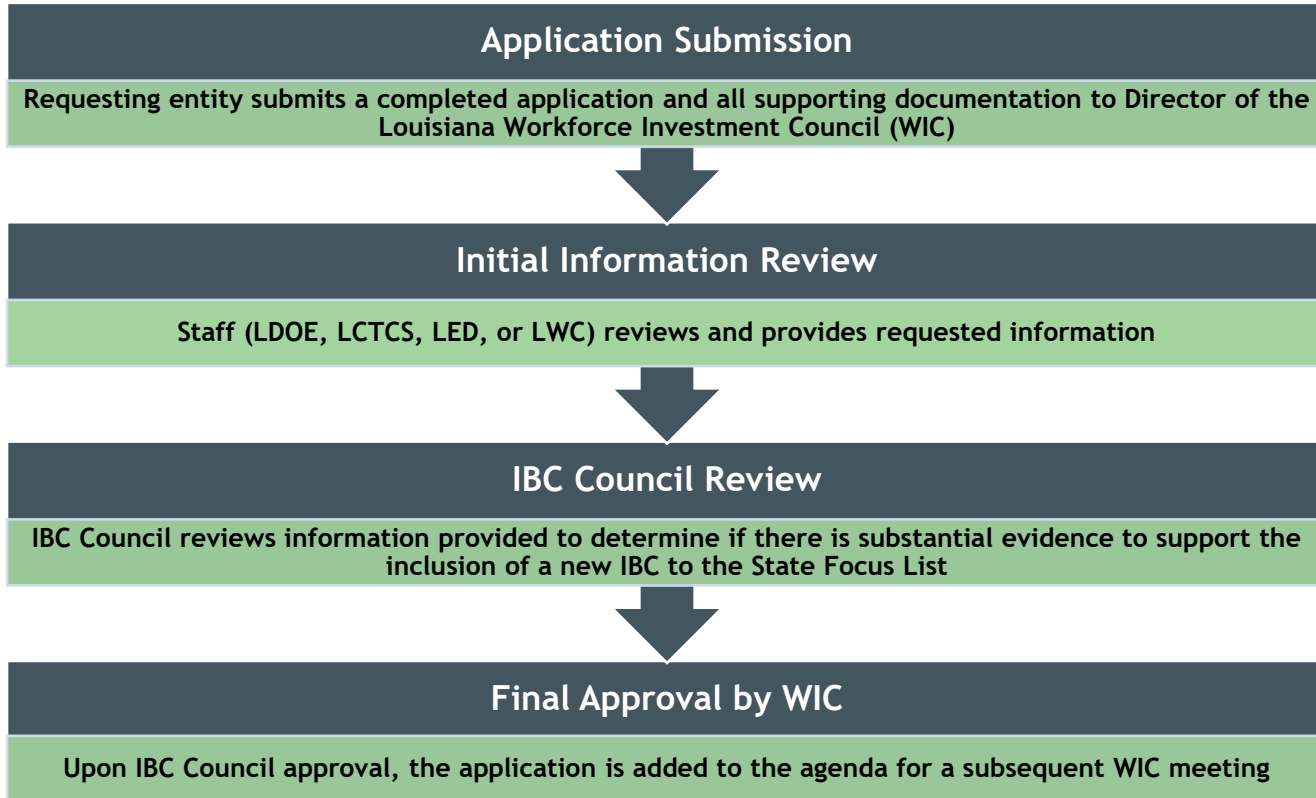 Application Submission
Requesting entity submits a completed application and all supporting documentation to Director of the
Louisiana Workforce Investment Council (WIC)
Initial Information Review
Staff (LDOE, LCTCS, LED, or LWC) reviews and provides requested information
IBC Council Review
IBC Council reviews information provided to determine if there is substantial evidence to support the
inclusion of a new IBC to the State Focus List
Final Approval by WIC
Upon IBC Council approval, the application is added to the agenda for a subsequent WIC meeting